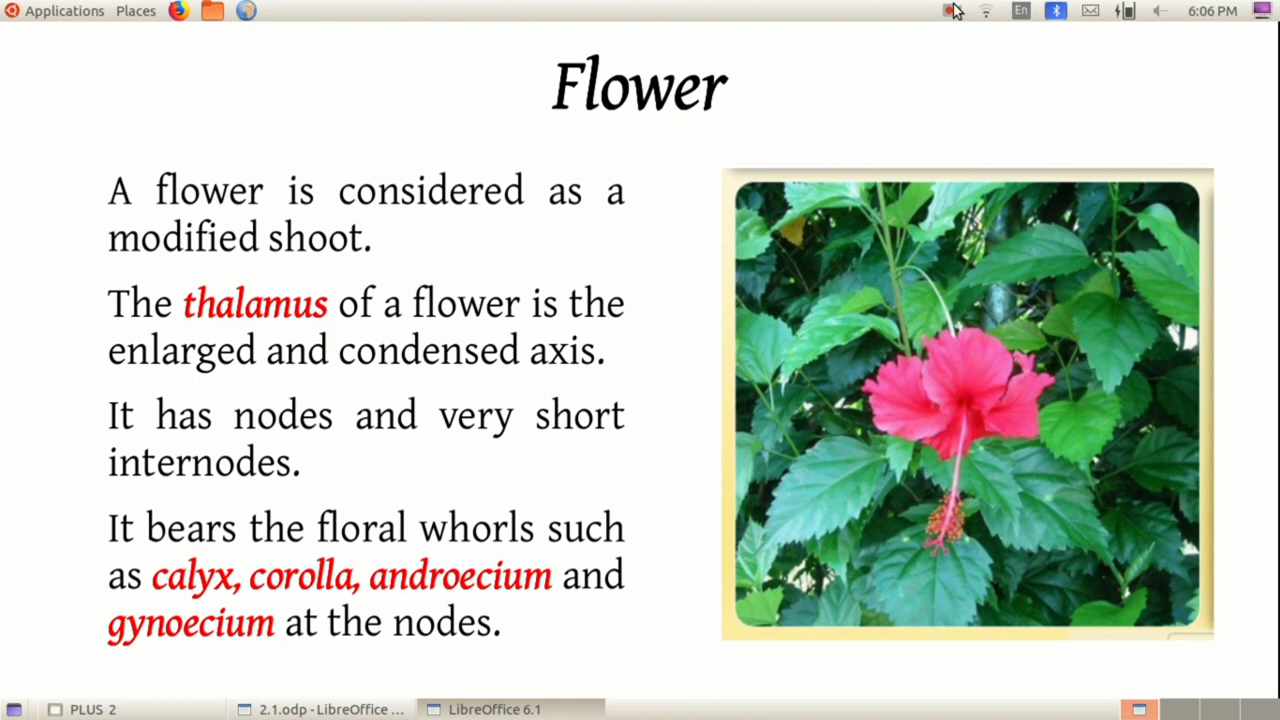 Applications Places En 6:06 PM
Flower
A flower is considered as a
modified shoot.
The thalamus of a flower is the
enlarged and condensed axis.
It has nodes and very short
internodes.
It bears the floral whorls such
as calyx, corolla, androecium and
gynoecium at the nodes.
PLUS 2 2.1.odp - LibreOffice ... LibreOffice 6.1